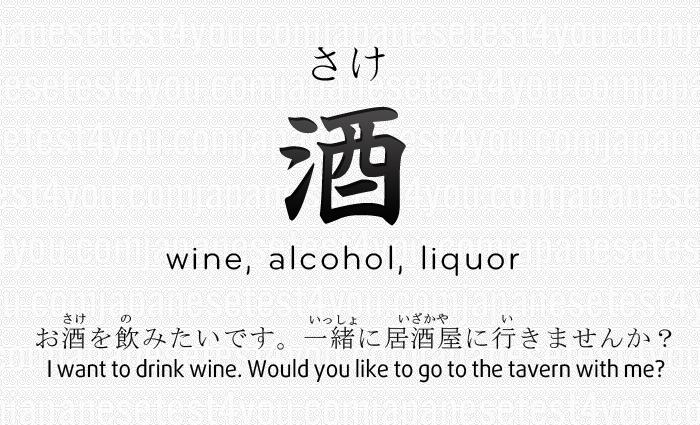 さけ
酒
wine, alcohol, liquor
さけ の いっしょ いざかや い
お酒を飲みたいです。一緒に居酒屋に行きませんか？
I want to drink wine. Would you like to go to the tavern with me?